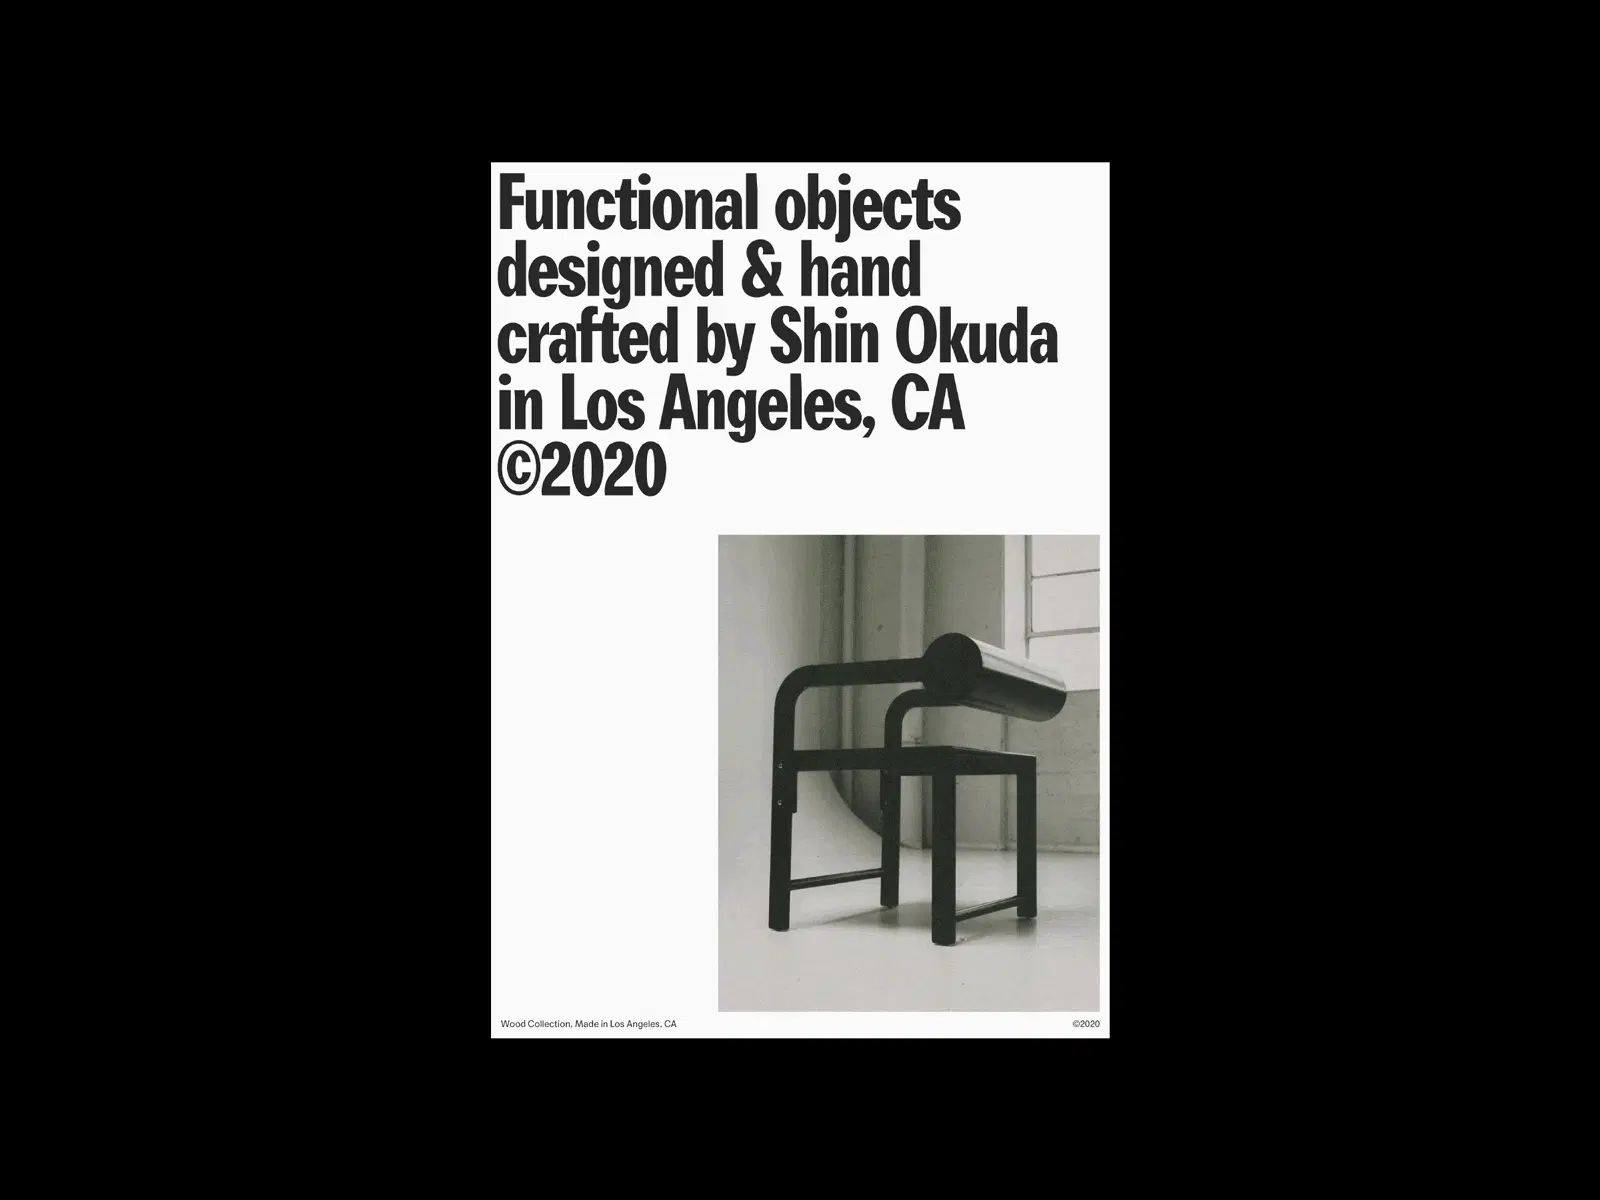 Functional objects
designed & hand
crafted by Shin Okuda
in Los Angeles, CA
©2020
Wood Collection, Made in Los Angeles, CA
©2020